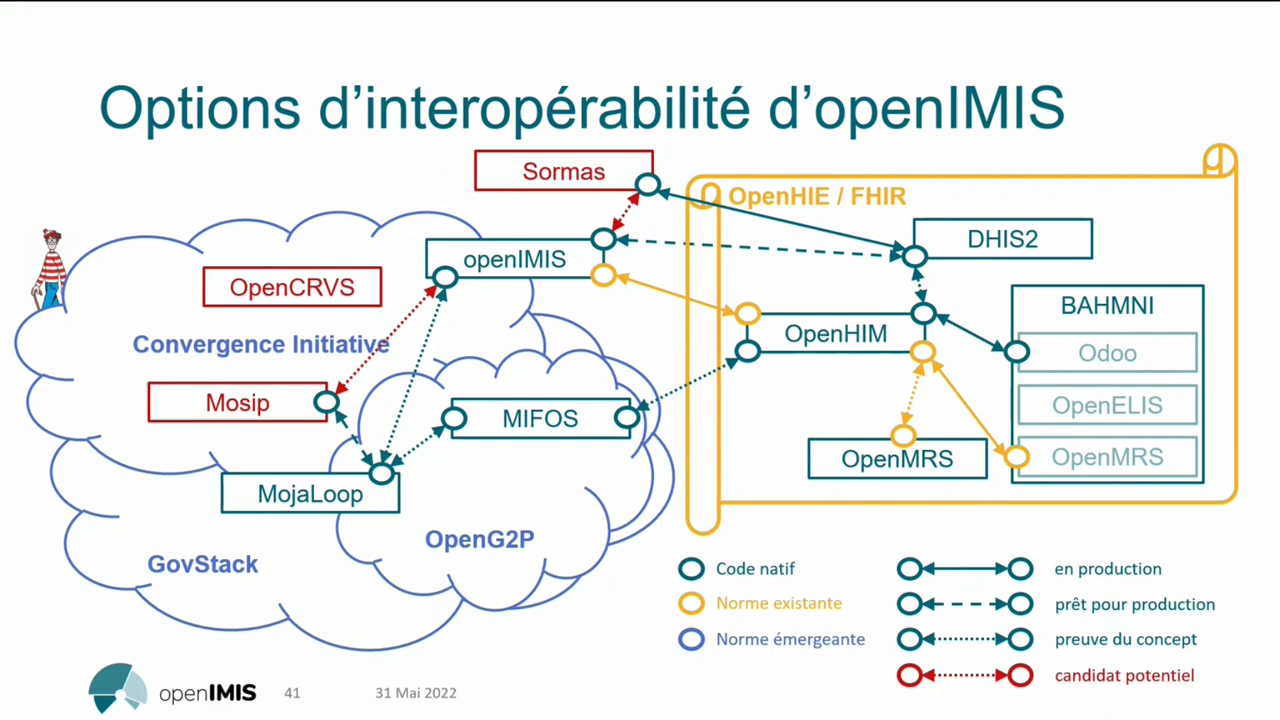 Options d'interopérabilité d'openIMIS
Sormas
OpenHIE / FHIR
DHIS2
openIMIS
OpenCRVS
BAHMNI
OpenHIM
Odoo
Convergence Initiative
Mosip
MIFOS
OpenELIS
OpenMRS
OpenMRS
MojaLoop
OpenG2P
GovStack
Code natif
en production
Norme existante
prêt pour production
Norme émergeante
preuve du concept
candidat potentiel
openIMIS
41
31 Mai 2022